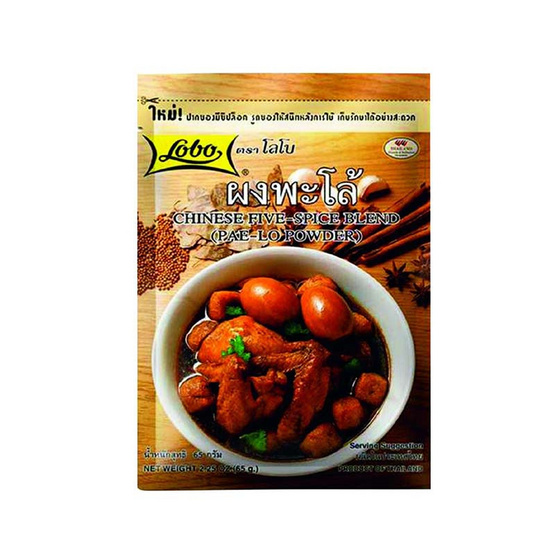 ใหม่! ปากซองมีซิปล็อค รูดซองให้สนิทหลังการใช้ เก็บรักษาได้อย่างสะดวก
Lobo ตรา โลโบ
®
THAILAND
ผงพะโล้
CHINESE FIVE-SPICE BLEND
(PAE-LO POWDER)
Serving Suggestion
น้ำหนักสุทธิ 65 กรัม
NET WEIGHT 2.25 OZ (65 g.)
PRODUCT OF THAILAND